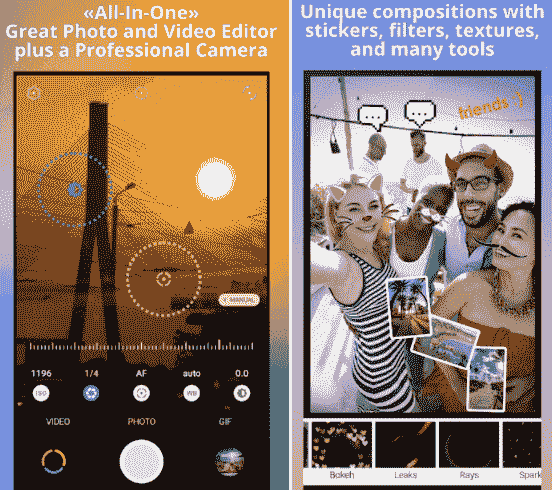 «All-In-One»
Great Photo and Video Editor
plus a Professional Camera
MANUAL
1196 1/4 AF auto 0.0
ISO WB
VIDEO PHOTO GIF
Unique compositions with
stickers, filters, textures,
and many tools
friends
Bokeh Leaks Rays Spark